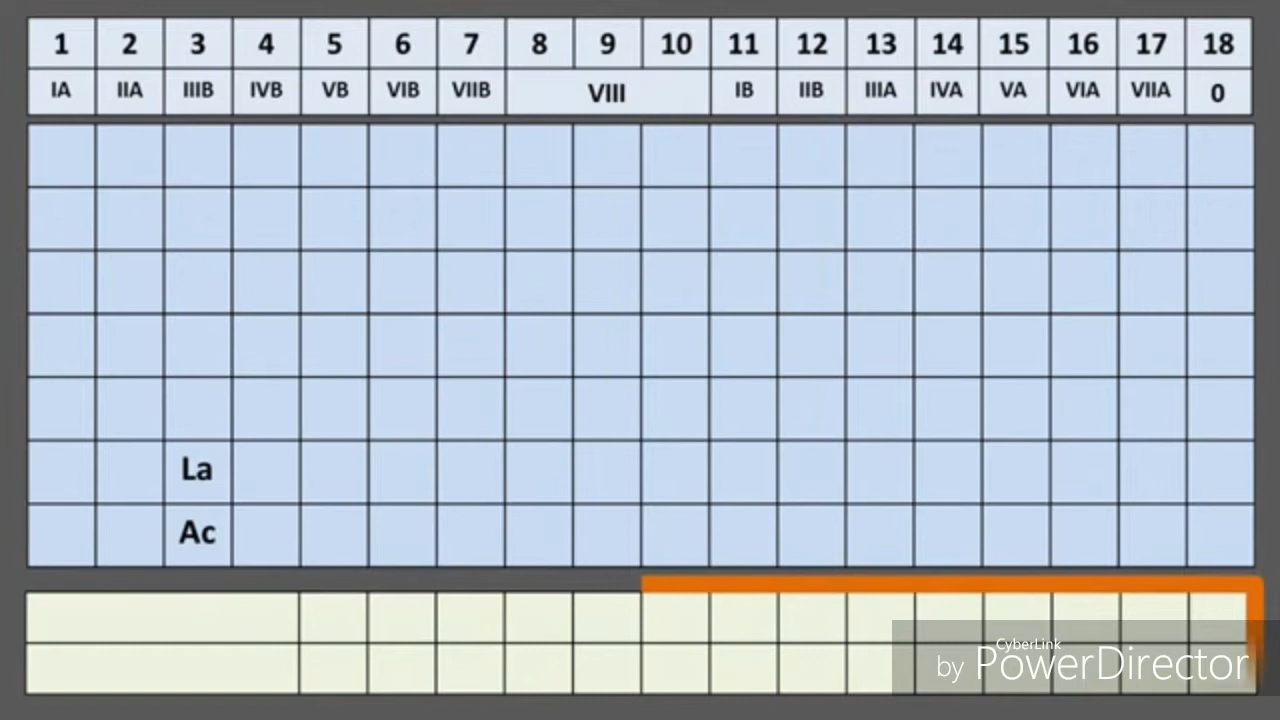 1 2 3 4 5 6 7 8 9 10 11 12 13 14 15 16 17 18
IA IIA IIIB IVB VB VIB VIIB VIII IB IIB IIIA IVA VA VIA VIIA 0
La
Ac
CyberLink
by PowerDirector